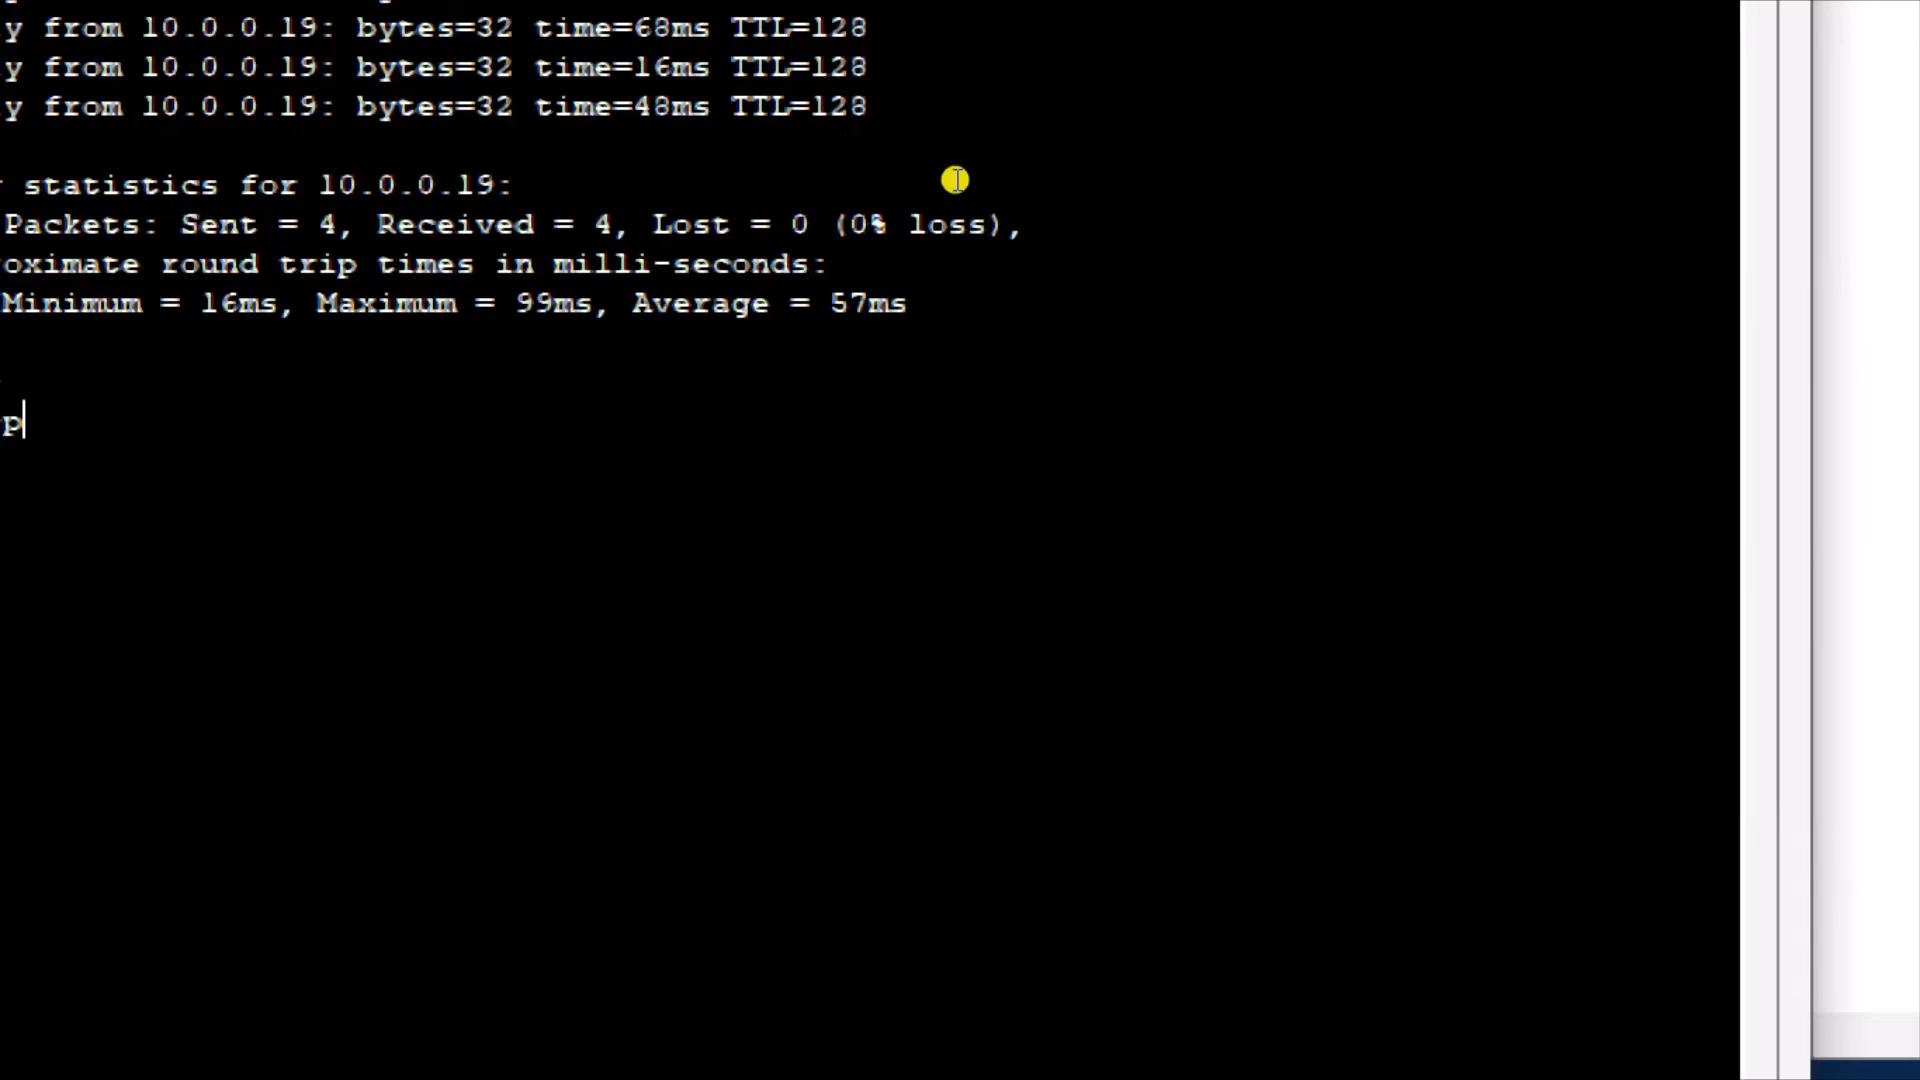 y from 10.0.0.19: bytes=32 time=68ms TTL=128
y from 10.0.0.19: bytes=32 time=16ms TTL=128
y from 10.0.0.19: bytes=32 time=48ms TTL=128
statistics for 10.0.0.19:
Packets: Sent = 4, Received = 4, Lost = 0 (0% loss),
oximate round trip times in milli-seconds:
Minimum = 16ms, Maximum = 99ms, Average = 57ms
p